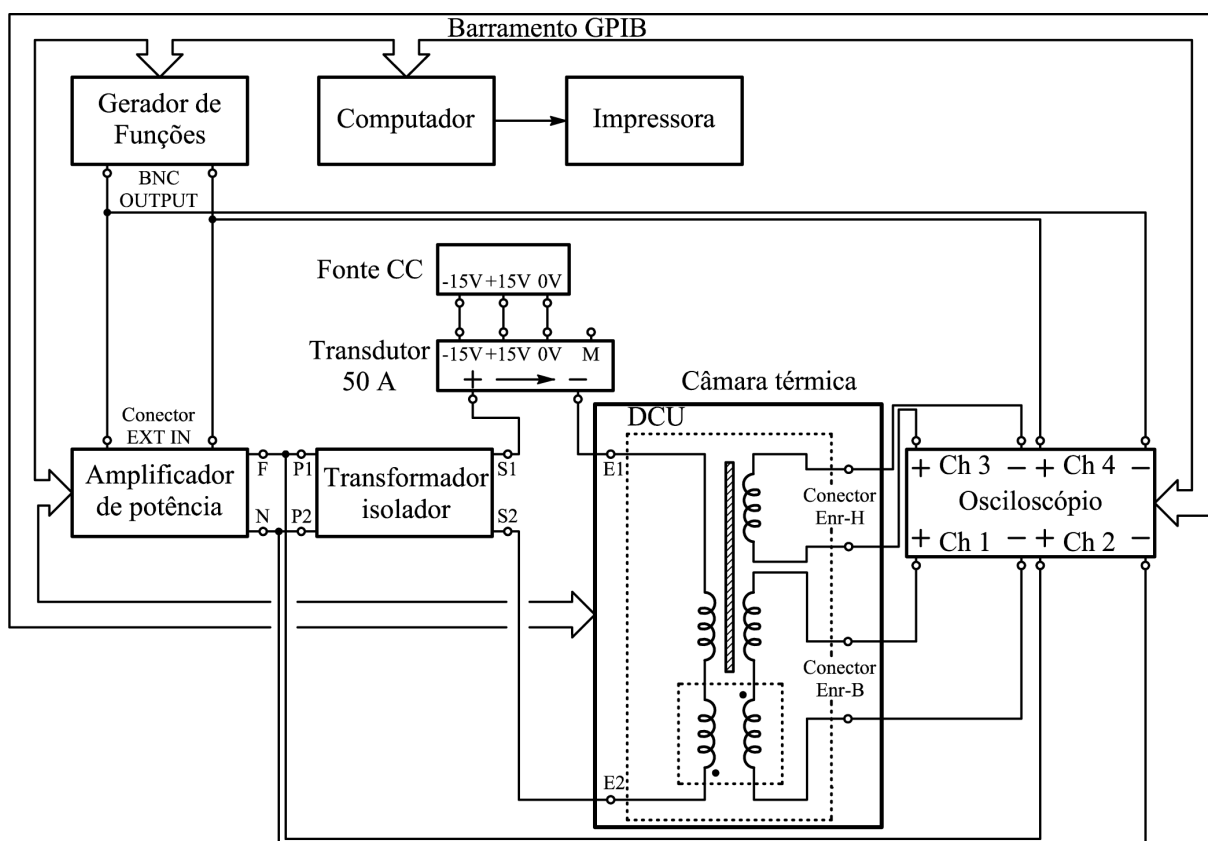 Barramento GPIB
Gerador de
Funções
Computador
Impressora
BNC
OUTPUT
Fonte CC
-15V +15V 0V
Transdutor
50 A
-15V +15V 0V M
+ −
Câmara térmica
DCU
Conector
EXT IN
Amplificador
de potência
F
N
P1
P2
Transformador
isolador
S1
S2
E1
E2
Conector
Enr-H
Conector
Enr-B
+ Ch 3 − + Ch 4 −
Osciloscópio
+ Ch 1 − + Ch 2 −